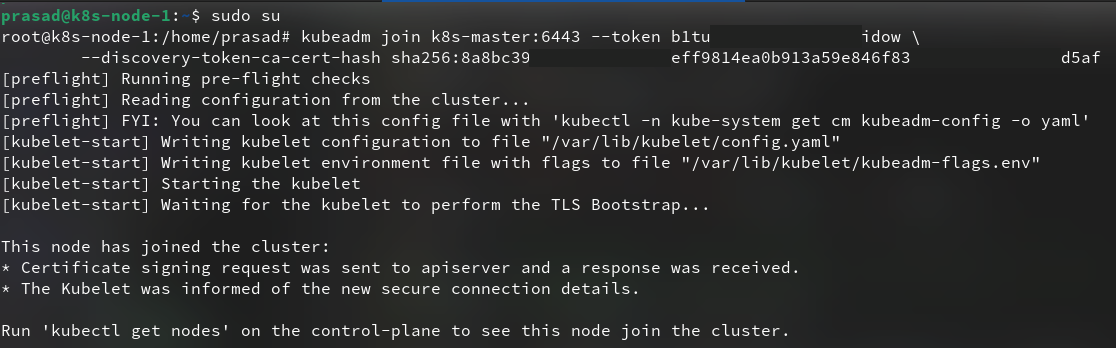 prasad@k8s-node-1:~$ sudo su
root@k8s-node-1:/home/prasad# kubeadm join k8s-master:6443 --token b1tu idow \
--discovery-token-ca-cert-hash sha256:8a8bc39 eff9814ea0b913a59e846f83 d5af
[preflight] Running pre-flight checks
[preflight] Reading configuration from the cluster...
[preflight] FYI: You can look at this config file with 'kubectl -n kube-system get cm kubeadm-config -o yaml'
[kubelet-start] Writing kubelet configuration to file "/var/lib/kubelet/config.yaml"
[kubelet-start] Writing kubelet environment file with flags to file "/var/lib/kubelet/kubeadm-flags.env"
[kubelet-start] Starting the kubelet
[kubelet-start] Waiting for the kubelet to perform the TLS Bootstrap...
This node has joined the cluster:
* Certificate signing request was sent to apiserver and a response was received.
* The Kubelet was informed of the new secure connection details.
Run 'kubectl get nodes' on the control-plane to see this node join the cluster.